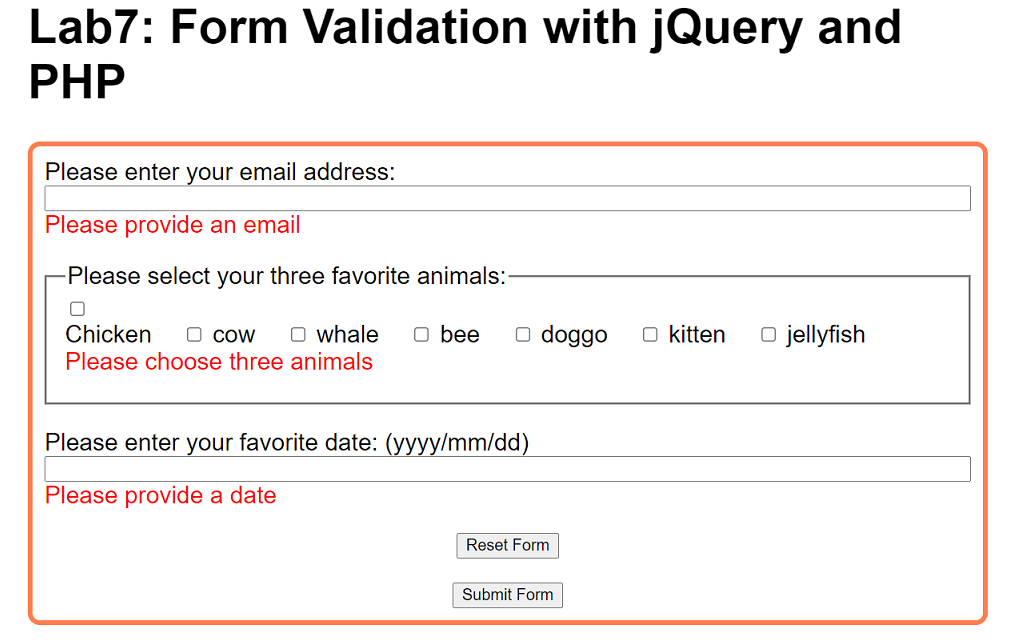 Lab7: Form Validation with jQuery and
PHP
Please enter your email address:
Please provide an email
Please select your three favorite animals:
Chicken cow whale bee doggo kitten jellyfish
Please choose three animals
Please enter your favorite date: (yyyy/mm/dd)
Please provide a date
Reset Form
Submit Form